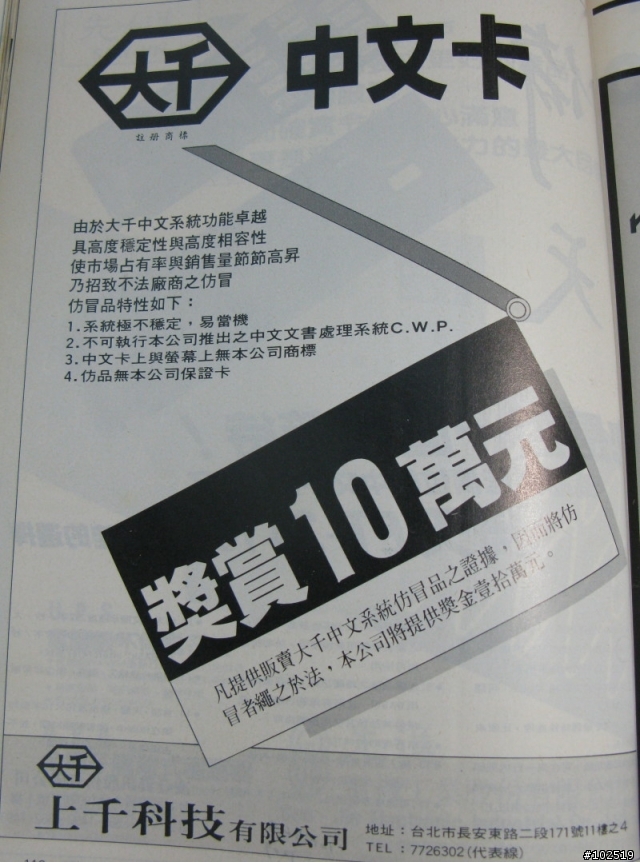 大千
中文卡
註冊商標
由於大千中文系統功能卓越
具高度穩定性與高度相容性
使市場占有率與銷售量節節高昇
乃招致不法廠商之仿冒
仿冒品特性如下：
1.系統極不穩定，易當機
2.不可執行本公司推出之中文文書處理系統C.W.P.
3.中文卡上與螢幕上無本公司商標
4.仿品無本公司保證卡
獎賞10萬元
凡提供販賣大千中文系統仿冒品之證據，因而將仿
冒者繩之於法，本公司將提供獎金壹拾萬元。
大千
上千科技有限公司
地址：台北市長安東路二段171號11樓之4
TEL：7726302(代表線)
#102519